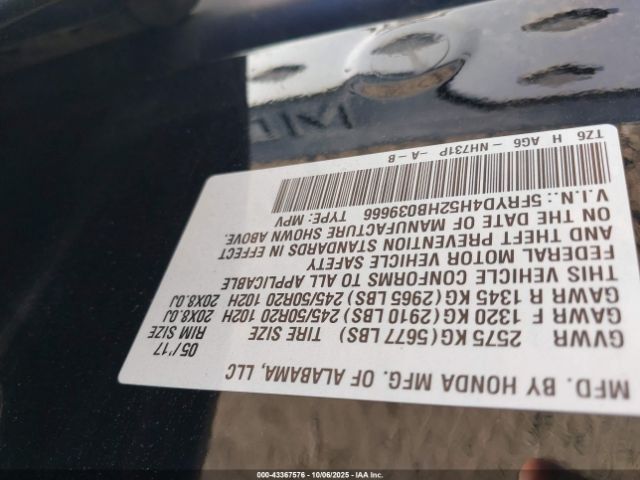 MFD. BY HONDA MFG. OF ALABAMA, LLC 05/'17
GVWR 2575 KG (5677 LBS) TIRE SIZE RIM SIZE
GAWR F 1320 KG (2910 LBS) 245/50R20 102H 20X8.0J
GAWR R 1345 KG (2965 LBS) 245/50R20 102H 20X8.0J
THIS VEHICLE CONFORMS TO ALL APPLICABLE
FEDERAL MOTOR VEHICLE SAFETY
AND THEFT PREVENTION STANDARDS IN EFFECT
ON THE DATE OF MANUFACTURE SHOWN ABOVE.
V.I.N.: 5FRYD4H52HB039666 TYPE: MPV
TZ6 H AG6 - NH731P -A-B
000-43367576 | 10/06/2025 | IAA Inc.